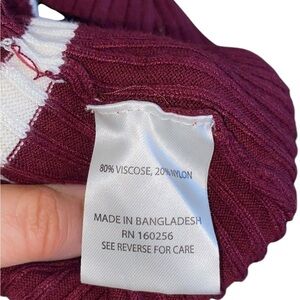 80% VISCOSE, 20% NYLON
MADE IN BANGLADESH
RN 160256
SEE REVERSE FOR CARE